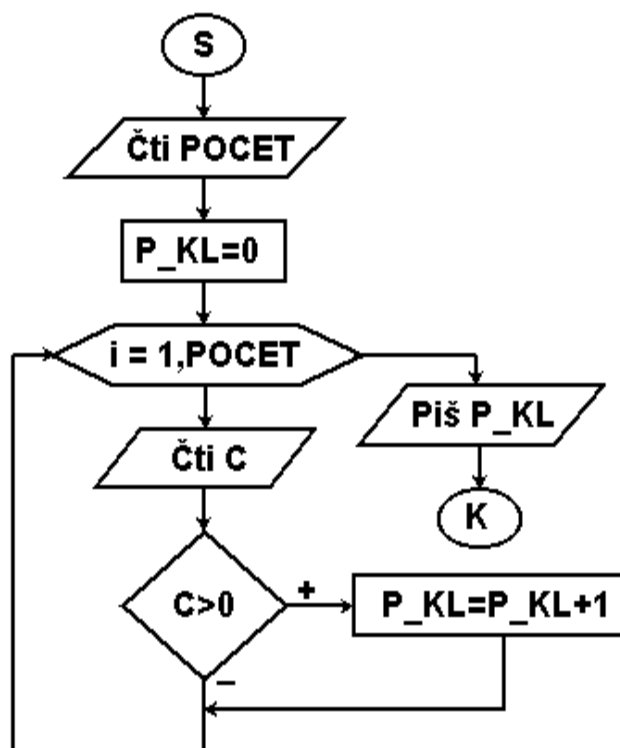 S
Čti POCET
P_KL=0
i = 1,POCET
Piš P_KL
Čti C
K
C>0
+
P_KL=P_KL+1
–